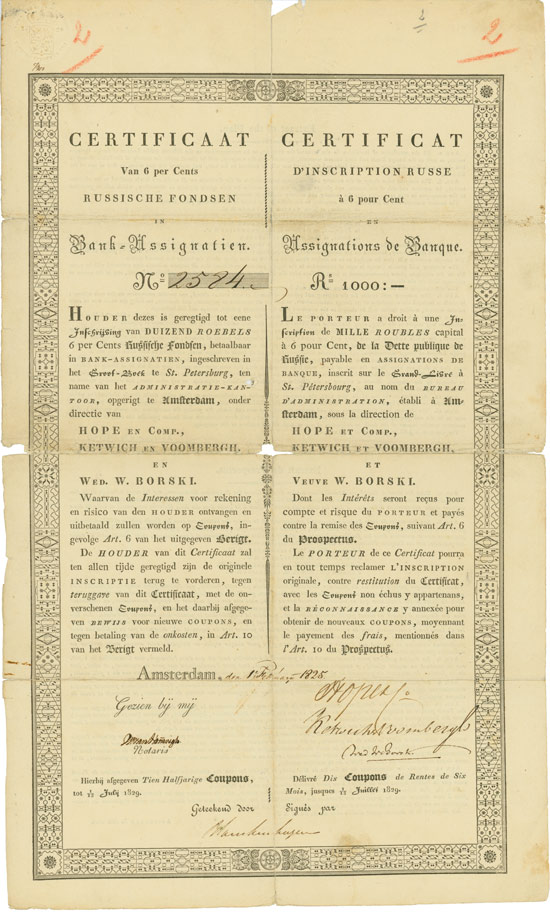 2
2
2
CERTIFICAAT
Van 6 per Cents
RUSSISCHE FONDSEN
IN
Bank-Assignatien.
No 2524.
HOUDER dezes is geregtigd tot eene
Inschrijving van DUIZEND ROEBELS
6 per Cents Russische Fondsen, betaalbaar
in BANK-ASSIGNATIEN, ingeschreven in
het Groot-Boek te St. Petersburg, ten
name van het ADMINISTRATIE-KAN-
TOOR, opgerigt te Amsterdam, onder
directie van
HOPE EN COMP.,
KETWICH EN VOOMBERGH,
EN
WED. W. BORSKI.
Waarvan de Interessen voor rekening
en risico van den HOUDER ontvangen en
uitbetaald zullen worden op Coupons, in-
gevolge Art. 6 van het uitgegeven Berigt.
De HOUDER van dit Certificaat zal
ten allen tijde geregtigd zijn de originele
INSCRIPTIE terug te vorderen, tegen
teruggave van dit Certificaat, met de on-
verschenen Coupons, en het daarbij afgege-
ven BEWIJS voor nieuwe COUPONS, en
tegen betaling van de onkosten, in Art. 10
van het Berigt vermeld.
CERTIFICAT
D'INSCRIPTION RUSSE
à 6 pour Cent
EN
Assignations de Banque.
Ro 1000:—
LE PORTEUR a droit à une In-
scription de MILLE ROUBLES capital
à 6 pour Cent, de la Dette publique de
Russie, payable en ASSIGNATIONS DE
BANQUE, inscrit sur le Grand-Livre à
St. Pétersbourg, au nom du BUREAU
D'ADMINISTRATION, établi à Am-
sterdam, sous la direction de
HOPE ET COMP.,
KETWICH ET VOOMBERGH,
ET
VEUVE W. BORSKI.
Dont les Intérêts seront reçus pour
compte et risque du PORTEUR et payés
contre la remise des Coupons, suivant Art. 6
du Prospectus.
Le PORTEUR de ce Certificat pourra
en tout temps reclamer L'INSCRIPTION
originale, contre restitution du Certificat,
avec les Coupons non échus y appartenans,
et la RÉCONNAISSANCE y annexée pour
obtenir de nouveaux COUPONS, moyennant
le payement des frais, mentionnés dans
l'Art. 10 du Prospectus.
Amsterdam, den 1 February 1825
Gezien bij mij
Notaris
Hope & Co
Ketwich & Voombergh
Wed W Borski
Hierbij afgegeven Tien Halfjarige Coupons,
tot 1/13 Julij 1829.
Geteekend door
Délivré Dix Coupons de Rentes de Six
Mois, jusques 1/13 Juillet 1829.
Signés par